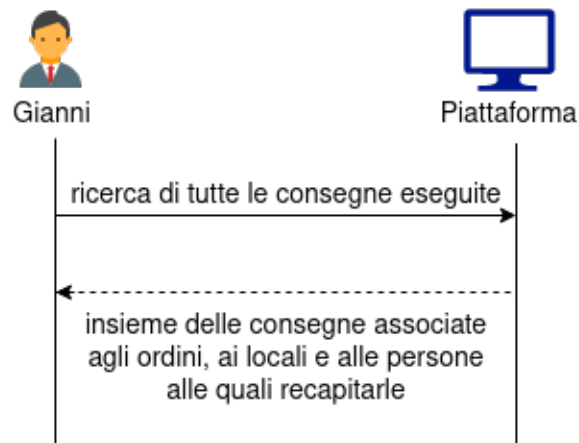 Gianni
Piattaforma
ricerca di tutte le consegne eseguite
insieme delle consegne associate
agli ordini, ai locali e alle persone
alle quali recapitarle